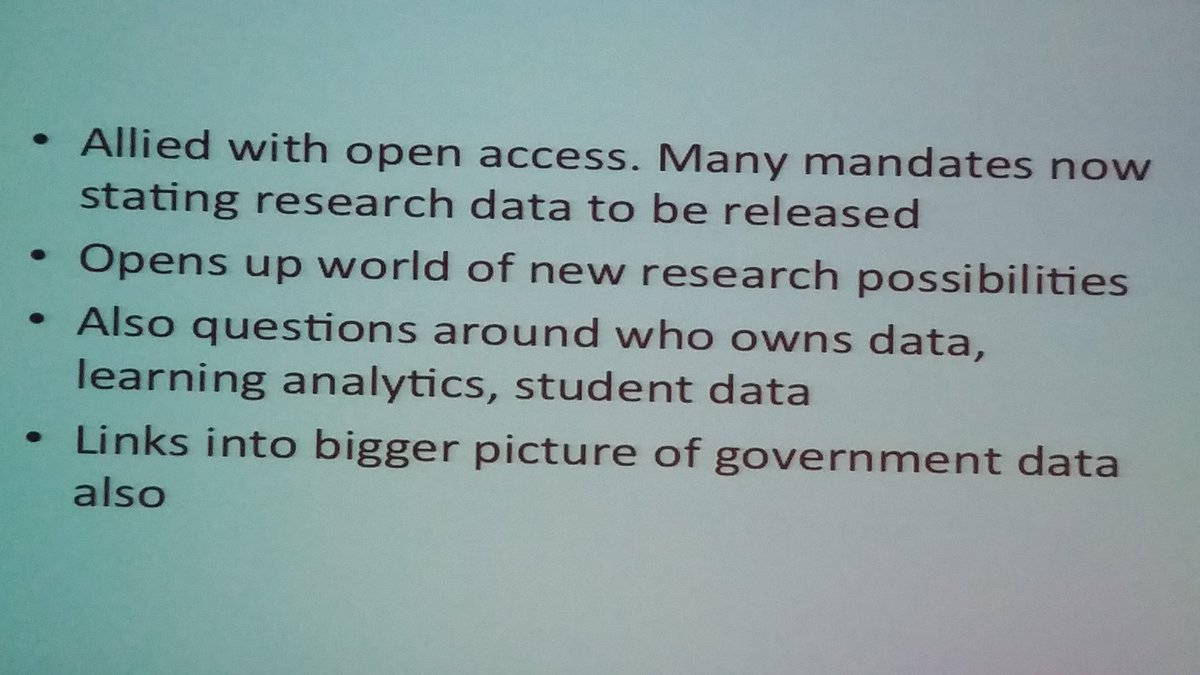 • Allied with open access. Many mandates now
stating research data to be released
• Opens up world of new research possibilities
• Also questions around who owns data,
learning analytics, student data
• Links into bigger picture of government data
also